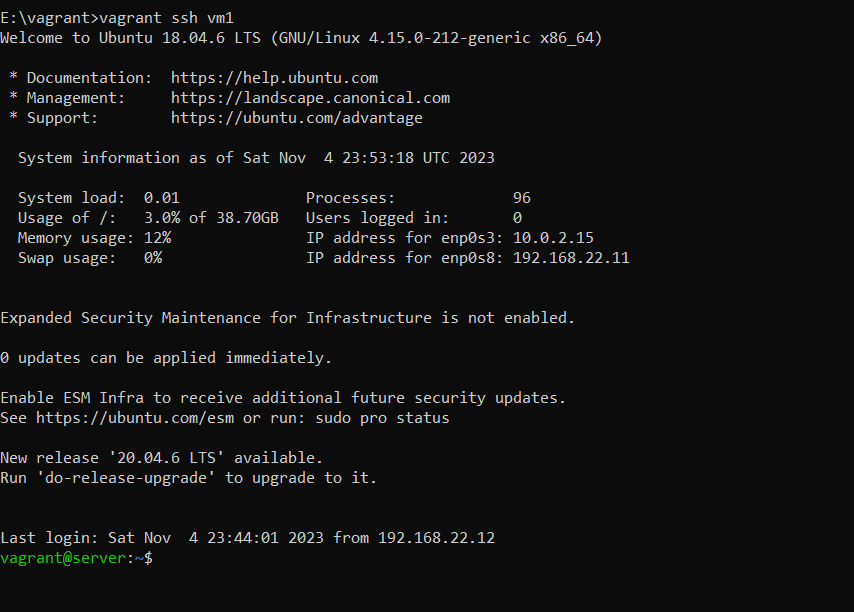 E:\vagrant>vagrant ssh vm1
Welcome to Ubuntu 18.04.6 LTS (GNU/Linux 4.15.0-212-generic x86_64)
* Documentation:  https://help.ubuntu.com
* Management:     https://landscape.canonical.com
* Support:        https://ubuntu.com/advantage
System information as of Sat Nov  4 23:53:18 UTC 2023
System load:  0.01              Processes:             96
Usage of /:   3.0% of 38.70GB   Users logged in:       0
Memory usage: 12%               IP address for enp0s3: 10.0.2.15
Swap usage:   0%                IP address for enp0s8: 192.168.22.11
Expanded Security Maintenance for Infrastructure is not enabled.
0 updates can be applied immediately.
Enable ESM Infra to receive additional future security updates.
See https://ubuntu.com/esm or run: sudo pro status
New release '20.04.6 LTS' available.
Run 'do-release-upgrade' to upgrade to it.
Last login: Sat Nov  4 23:44:01 2023 from 192.168.22.12
vagrant@server:~$